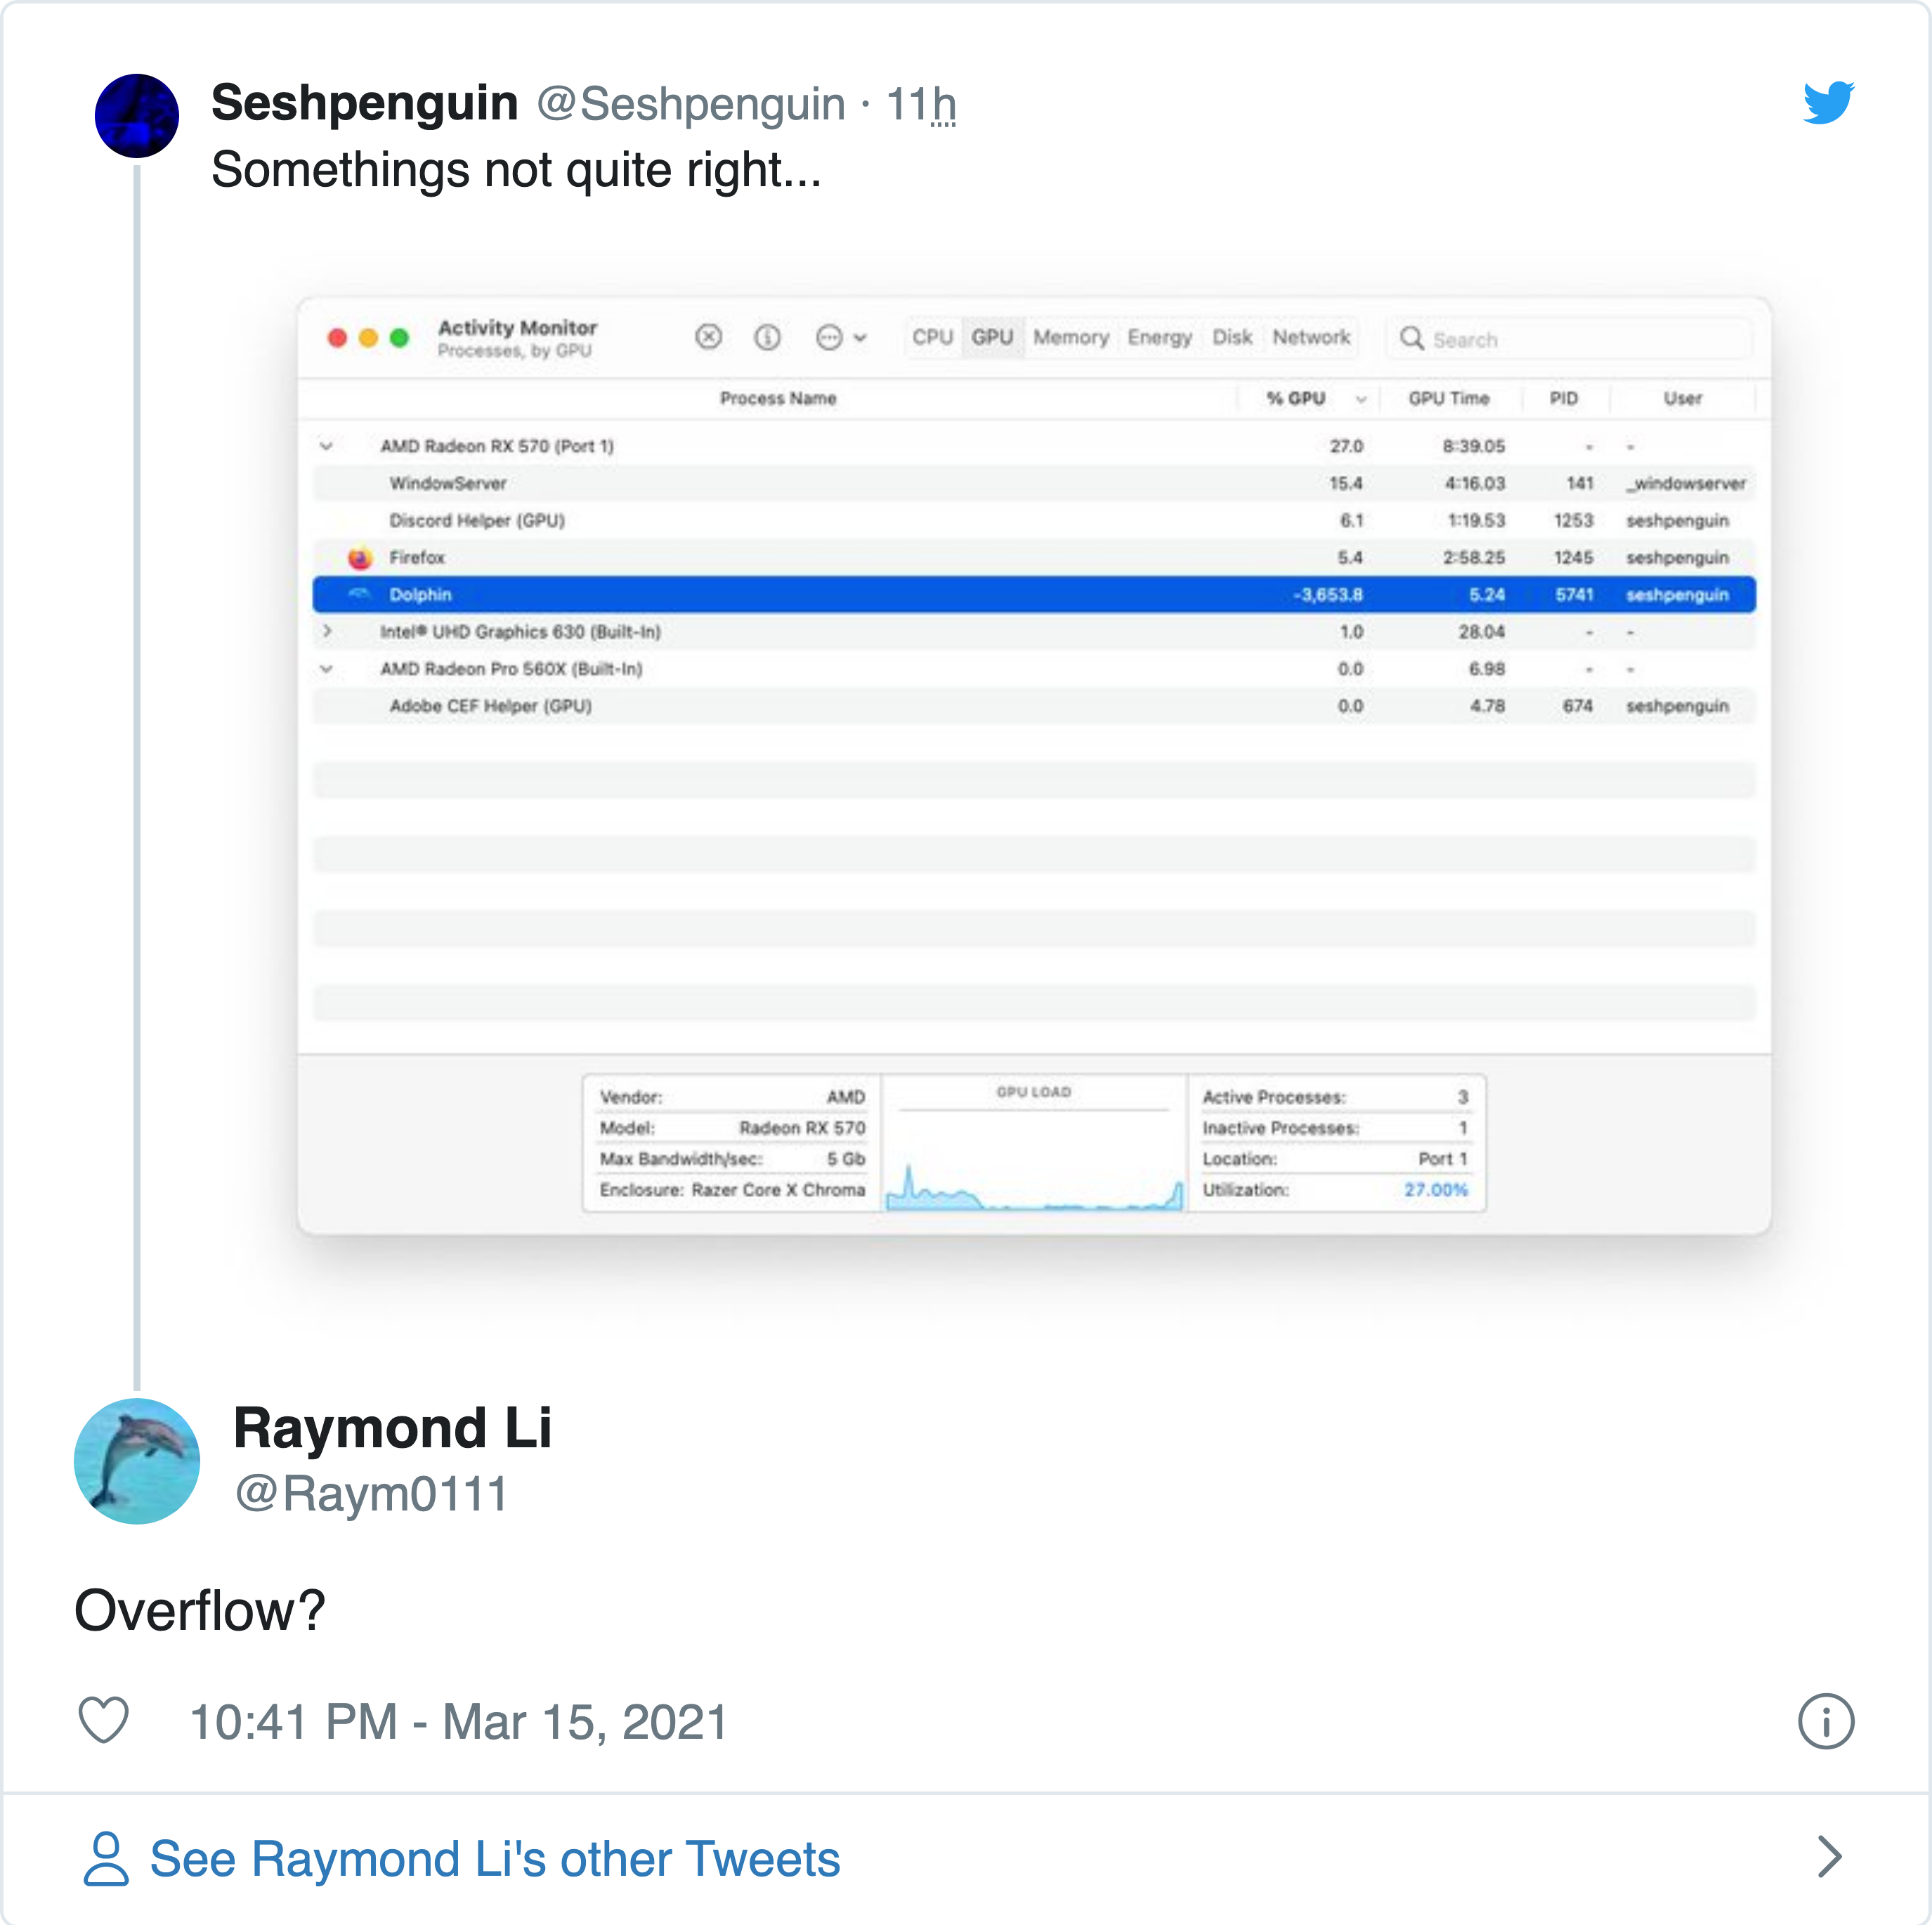 Seshpenguin @Seshpenguin · 11h
Somethings not quite right...
Activity Monitor
Processes, by GPU
CPU GPU Memory Energy Disk Network
Search
Process Name % GPU GPU Time PID User
AMD Radeon RX 570 (Port 1) 27.0 8:39.05 - -
WindowServer 15.4 4:16.03 141 _windowserver
Discord Helper (GPU) 6.1 1:19.53 1253 seshpenguin
Firefox 5.4 2:58.25 1245 seshpenguin
Dolphin -3,653.8 5.24 5741 seshpenguin
Intel® UHD Graphics 630 (Built-In) 1.0 28.04 - -
AMD Radeon Pro 560X (Built-In) 0.0 6.98 - -
Adobe CEF Helper (GPU) 0.0 4.78 674 seshpenguin
Vendor: AMD
Model: Radeon RX 570
Max Bandwidth/sec: 5 Gb
Enclosure: Razer Core X Chroma
GPU LOAD
Active Processes: 3
Inactive Processes: 1
Location: Port 1
Utilization: 27.00%
Raymond Li
@Raym0111
Overflow?
10:41 PM - Mar 15, 2021
See Raymond Li's other Tweets